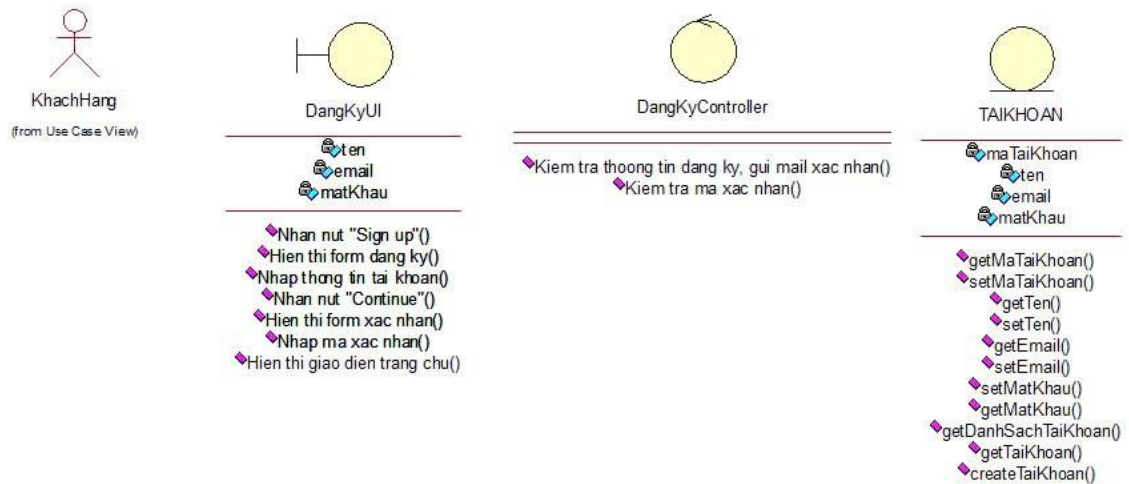 KhachHang
(from Use Case View)
DangKyUI
ten
email
matKhau
Nhan nut "Sign up"()
Hien thi form dang ky()
Nhap thong tin tai khoan()
Nhan nut "Continue"()
Hien thi form xac nhan()
Nhap ma xac nhan()
Hien thi giao dien trang chu()
DangKyController
Kiem tra thoong tin dang ky, gui mail xac nhan()
Kiem tra ma xac nhan()
TAIKHOAN
maTaiKhoan
ten
email
matKhau
getMaTaiKhoan()
setMaTaiKhoan()
getTen()
setTen()
getEmail()
setEmail()
setMatKhau()
getMatKhau()
getDanhSachTaiKhoan()
getTaiKhoan()
createTaiKhoan()